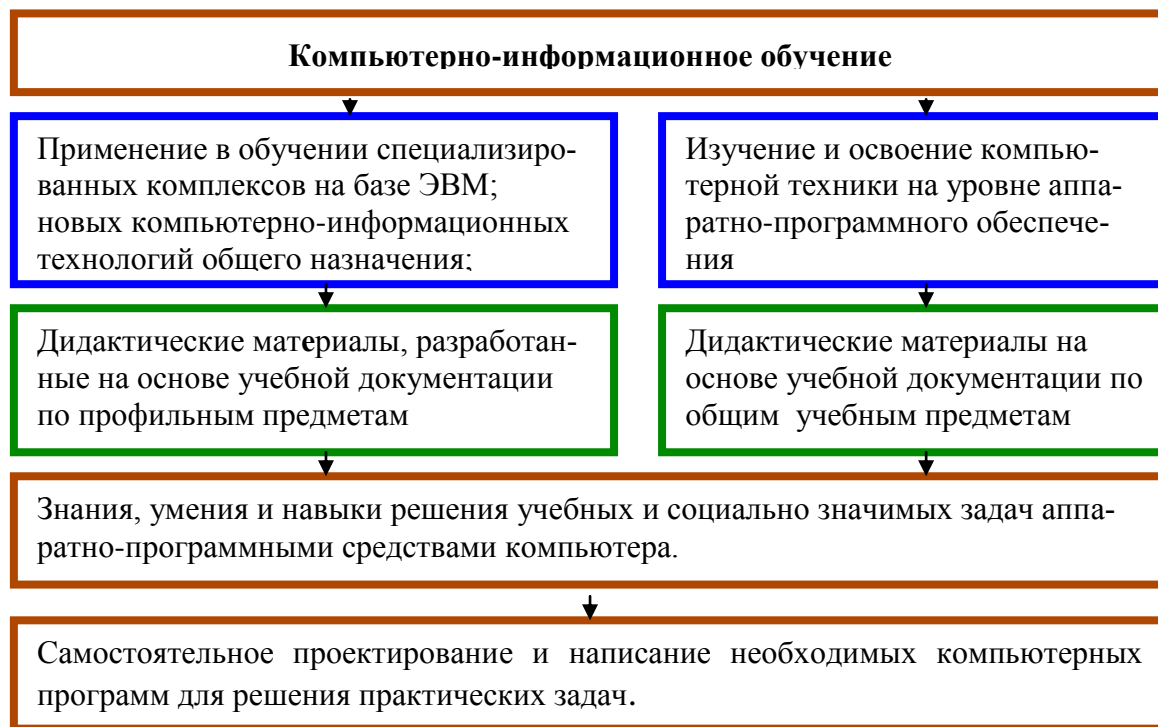 Компьютерно-информационное обучение
Применение в обучении специализиро-
ванных комплексов на базе ЭВМ;
новых компьютерно-информационных
технологий общего назначения;
Изучение и освоение компью-
терной техники на уровне аппа-
ратно-программного обеспече-
ния
Дидактические материалы, разработан-
ные на основе учебной документации
по профильным предметам
Дидактические материалы на
основе учебной документации по
общим учебным предметам
Знания, умения и навыки решения учебных и социально значимых задач аппа-
ратно-программными средствами компьютера.
Самостоятельное проектирование и написание необходимых компьютерных
программ для решения практических задач.